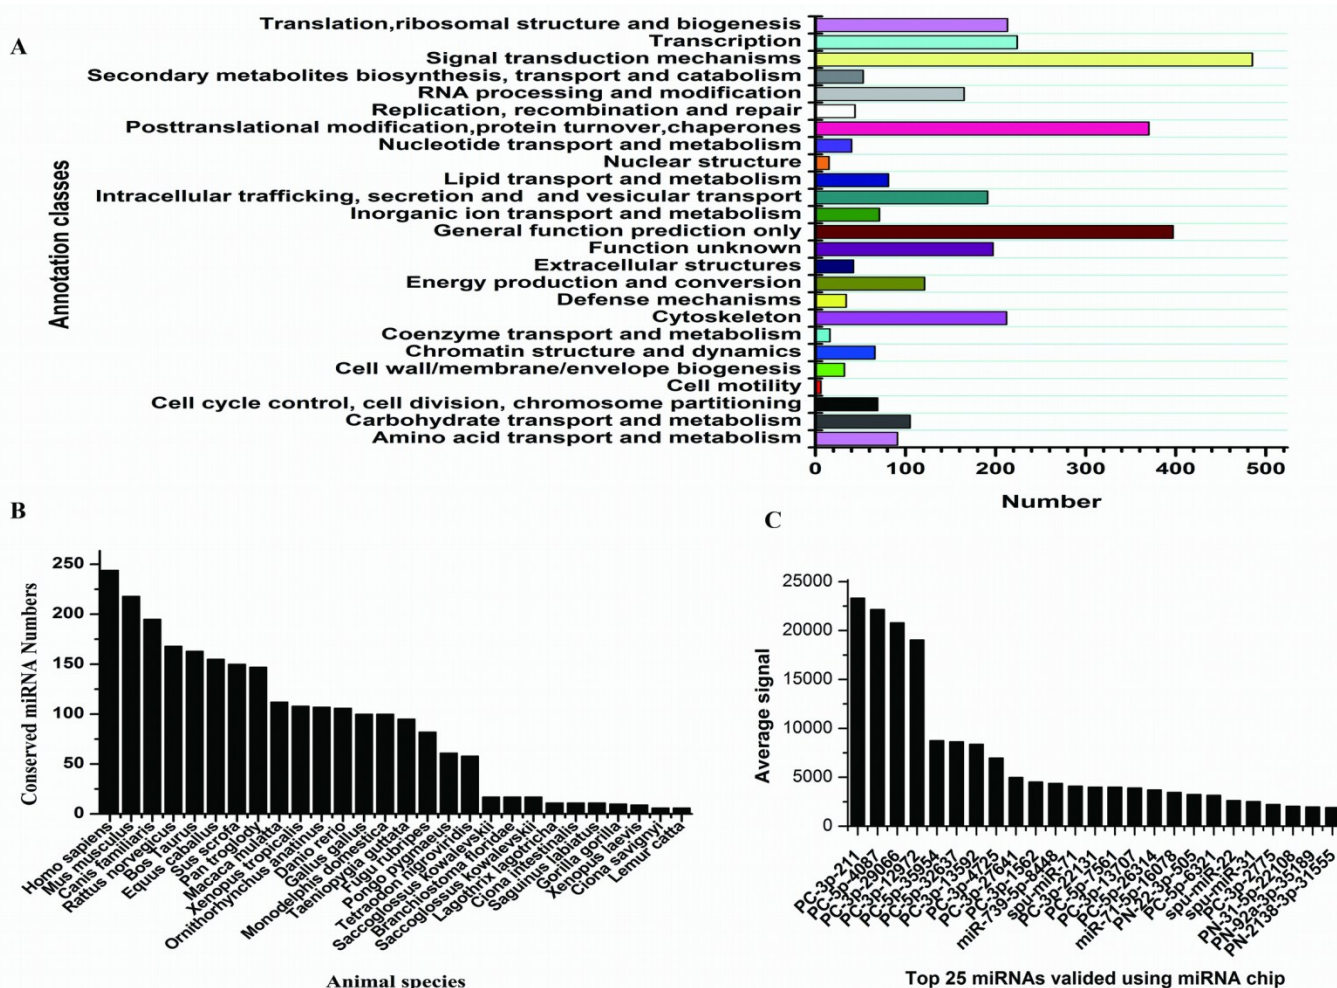 A
Annotation classes
Translation,ribosomal structure and biogenesis
Transcription
Signal transduction mechanisms
Secondary metabolites biosynthesis, transport and catabolism
RNA processing and modification
Replication, recombination and repair
Posttranslational modification,protein turnover,chaperones
Nucleotide transport and metabolism
Nuclear structure
Lipid transport and metabolism
Intracellular trafficking, secretion and  and vesicular transport
Inorganic ion transport and metabolism
General function prediction only
Function unknown
Extracellular structures
Energy production and conversion
Defense mechanisms
Cytoskeleton
Coenzyme transport and metabolism
Chromatin structure and dynamics
Cell wall/membrane/envelope biogenesis
Cell motility
Cell cycle control, cell division, chromosome partitioning
Carbohydrate transport and metabolism
Amino acid transport and metabolism
0 100 200 300 400 500
Number
B
Conserved miRNA Numbers
250
200
150
100
50
0
Homo sapiens
Mus musculus
Canis familiaris
Rattus norvequcus
Bos Taurus
Equus caballus
Sus scrofa
Pan trogbdy
Macaca mulatta
Xenopus tropicalis
Ornithorhynchus anatinus
Danio rerio
Gallus gallus
Monodelphis domestica
Taeniopygia guttata
Fugu rubripes
Pongo pygmaeus
Tetraodon nigroviridis
Saccoglossus kowalevskii
Branchiostoma floridae
Saccoglossus kowalevskii
Lagothrix lagotricha
Ciona intestinalis
Saguinus labiatus
Gorilla gorilla
Xenopus laevis
Ciona savignyi
Lemur catta
Animal species
C
Average signal
25000
20000
15000
10000
5000
0
PC-3p-211
PC-5p-4087
PC-3p-29066
PC-3p-12972
PC-5p-3954
PC-5p-26337
PC-3p-13592
PC-3p-4725
PC-3p-27641
PC-3p-1562
miR-739-5p-8448
spu-miR-71
PC-3p-22131
PC-5p-7561
PC-3p-13707
PC-5p-26314
miR-71-5p-16078
PN-22-3p-505
PC-3p-6321
spu-miR-22
spu-miR-31
PC-3p-2775
PN-31-5p-22108
PN-92a-3p-35189
PN-2138-3p-31555
Top 25 miRNAs valided using miRNA chip